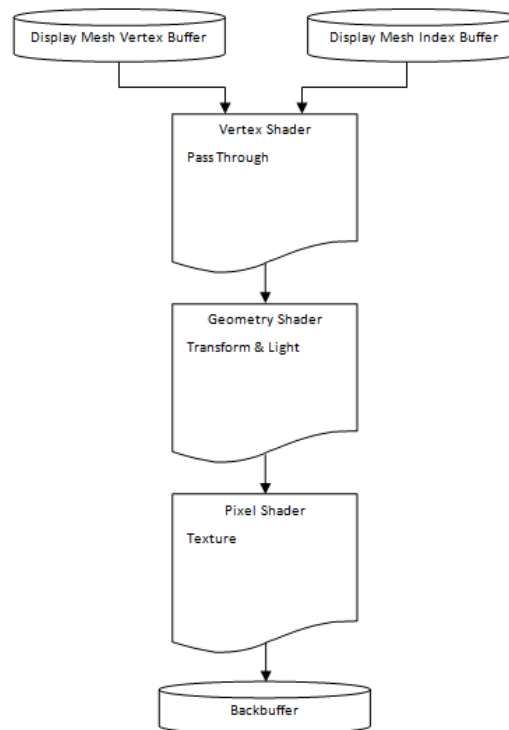 Display Mesh Vertex Buffer
Display Mesh Index Buffer
Vertex Shader
Pass Through
Geometry Shader
Transform & Light
Pixel Shader
Texture
Backbuffer